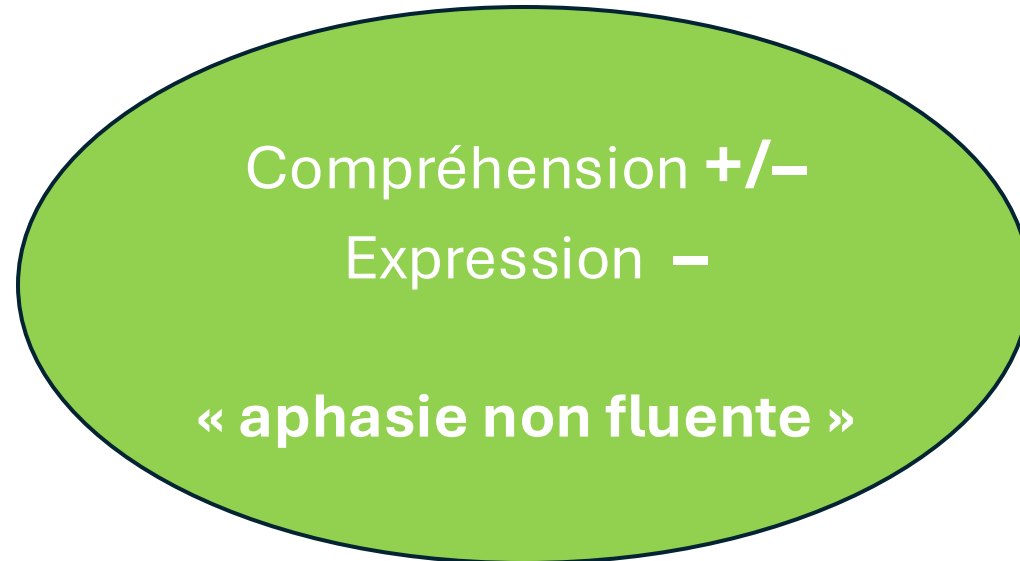 Compréhension +/–
Expression –
« aphasie non fluente »